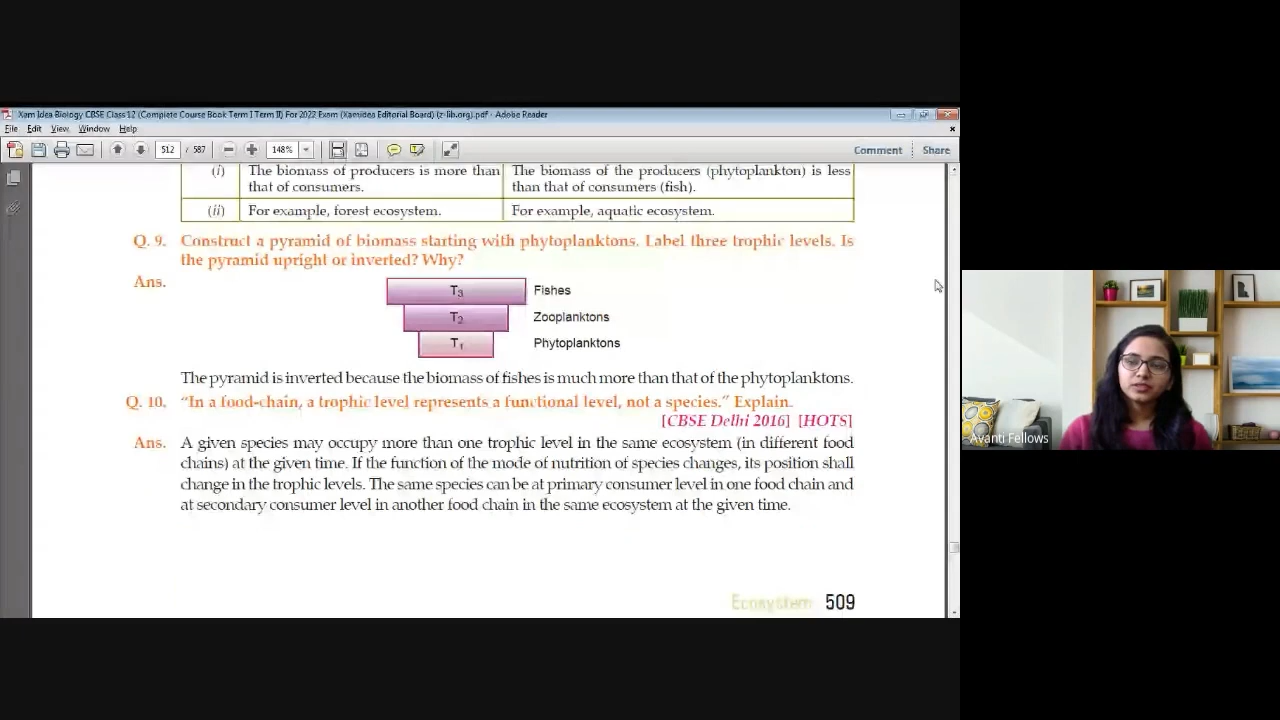 Xam Idea Biology CBSE Class 12 (Complete Course Book Term I Term II) For 2022 Exam (Xamidea Editorial Board) (z-lib.org).pdf - Adobe Reader
File Edit View Window Help
512 / 587 148% Comment Share
(i) The biomass of producers is more than that of consumers.
The biomass of the producers (phytoplankton) is less than that of consumers (fish).
(ii) For example, forest ecosystem. For example, aquatic ecosystem.
Q. 9. Construct a pyramid of biomass starting with phytoplanktons. Label three trophic levels. Is
the pyramid upright or inverted? Why?
Ans.
T3 Fishes
T2 Zooplanktons
T1 Phytoplanktons
The pyramid is inverted because the biomass of fishes is much more than that of the phytoplanktons.
Q. 10. “In a food-chain, a trophic level represents a functional level, not a species.” Explain.
[CBSE Delhi 2016] [HOTS]
Ans. A given species may occupy more than one trophic level in the same ecosystem (in different food
chains) at the given time. If the function of the mode of nutrition of species changes, its position shall
change in the trophic levels. The same species can be at primary consumer level in one food chain and
at secondary consumer level in another food chain in the same ecosystem at the given time.
Ecosystem 509
Avanti Fellows